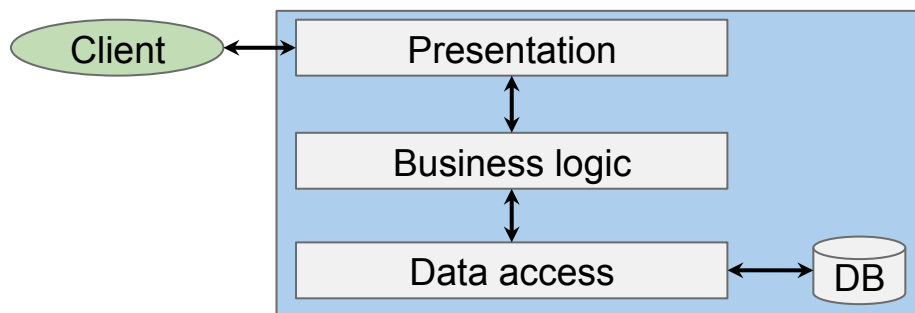 Client
Presentation
Business logic
Data access
DB